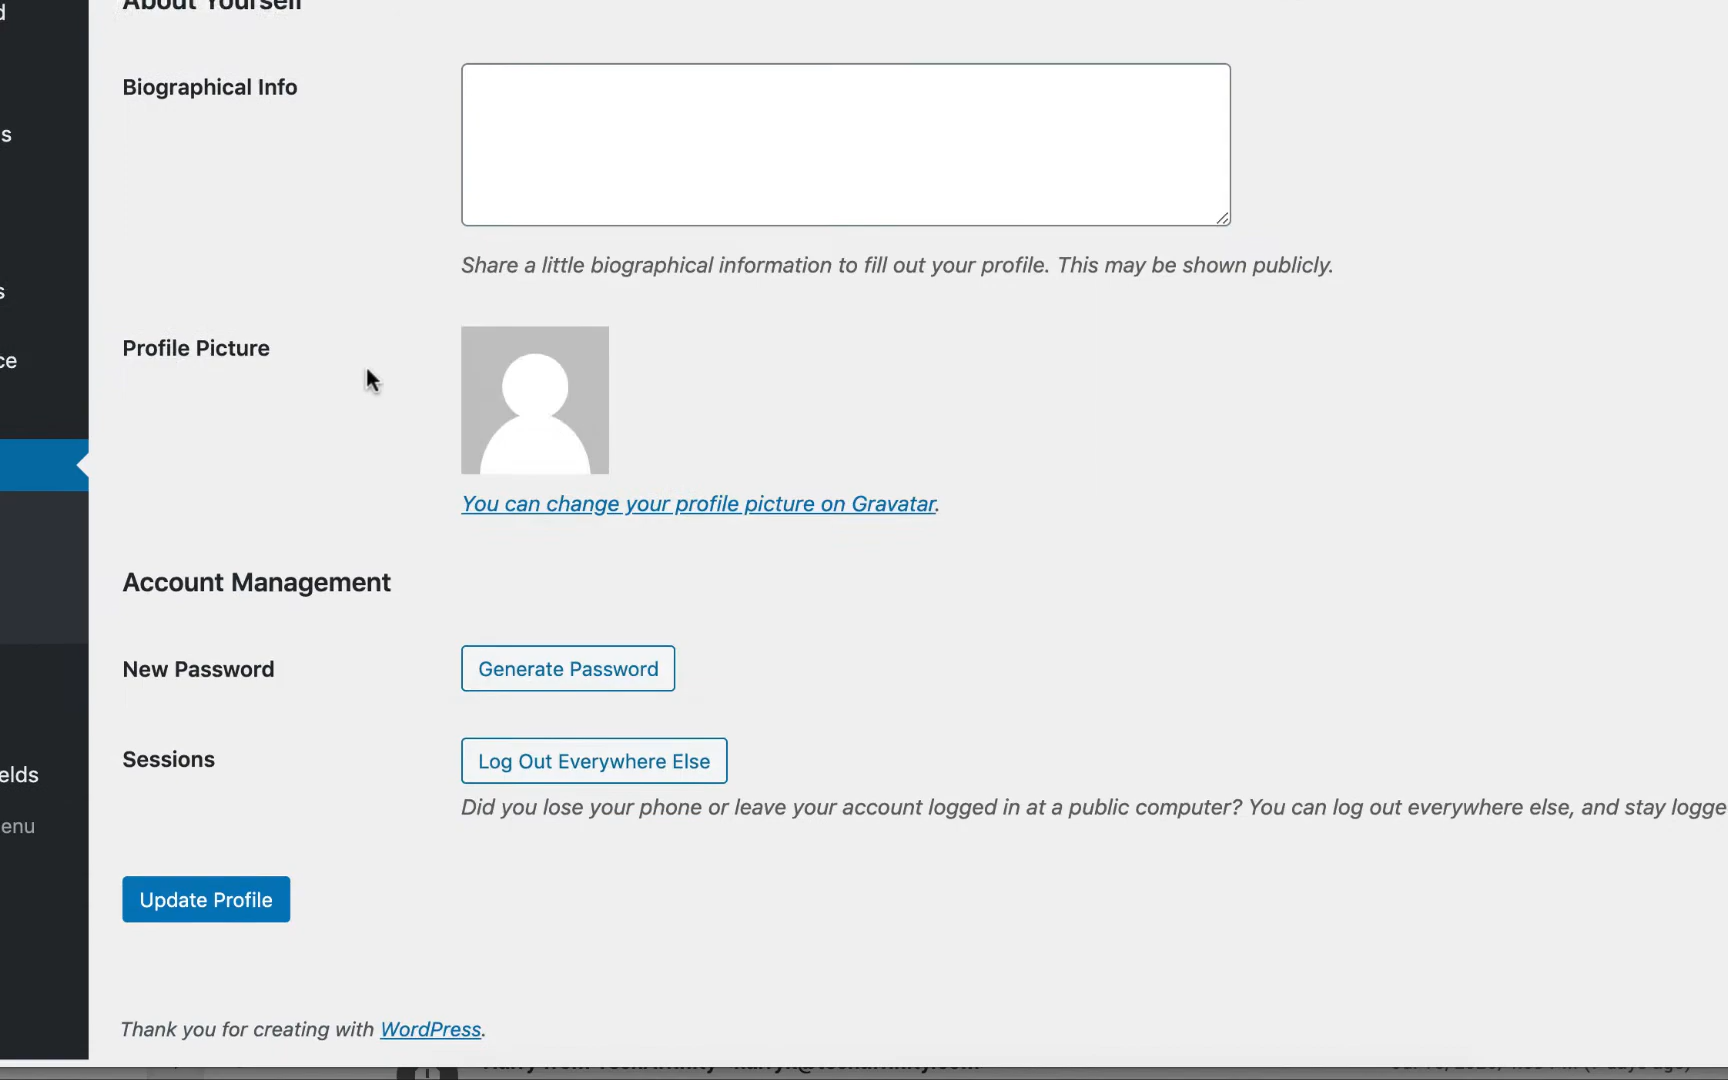 About Yourself
Biographical Info
Share a little biographical information to fill out your profile. This may be shown publicly.
Profile Picture
ce
You can change your profile picture on Gravatar.
Account Management
New Password
Generate Password
Sessions
Log Out Everywhere Else
elds
Did you lose your phone or leave your account logged in at a public computer? You can log out everywhere else, and stay logge
enu
Update Profile
Thank you for creating with WordPress.